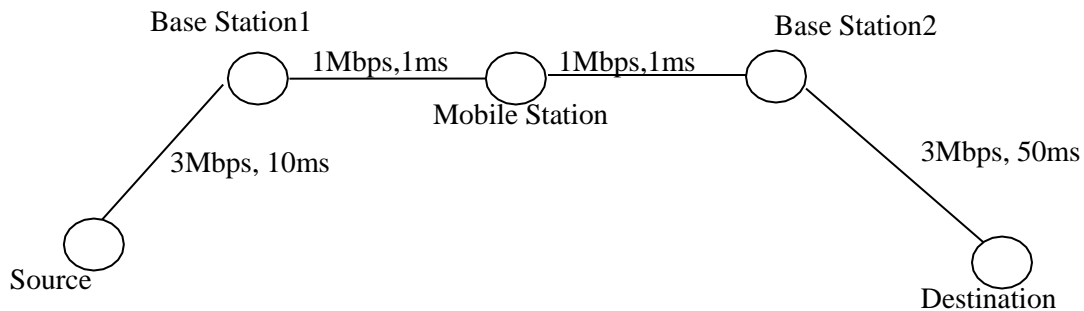 Base Station1
Base Station2
1Mbps,1ms
1Mbps,1ms
Mobile Station
3Mbps, 10ms
3Mbps, 50ms
Source
Destination